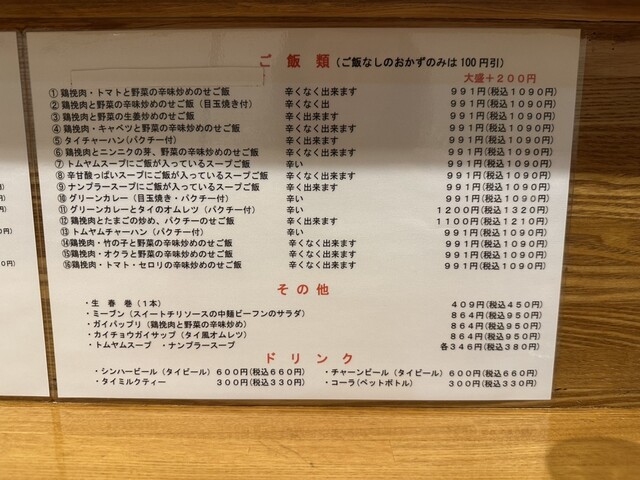 ご飯類(ご飯なしのおかずのみは100円引)
大盛+200円
①鶏挽肉・トマトと野菜の辛味炒めのせご飯 辛くなく出来ます 991円(税込1090円)
②鶏挽肉と野菜の辛味炒めのせご飯(目玉焼き付) 辛くなく出 991円(税込1090円)
③鶏挽肉と野菜の生姜炒めのせご飯 辛く出来ます 991円(税込1090円)
④鶏挽肉・キャベツと野菜の辛味炒めのせご飯 辛くなく出来ます 991円(税込1090円)
⑤タイチャーハン(パクチー付) 辛く出来ます 991円(税込1090円)
⑥鶏挽肉とニンニクの芽、野菜の辛味炒めのせご飯 辛くなく出来ます 991円(税込1090円)
⑦トムヤムスープにご飯が入っているスープご飯 辛い 991円(税込1090円)
⑧辛甘酸っぱいスープにご飯が入っているスープご飯 辛くなく出来ます 991円(税込1090円)
⑨ナンプラースープにご飯が入っているスープご飯 辛く出来ます 991円(税込1090円)
⑩グリーンカレー(目玉焼き・パクチー付) 辛い 991円(税込1090円)
⑪グリーンカレーとタイのオムレツ(パクチー付) 辛い 1200円(税込1320円)
⑫鶏挽肉とたまごの炒め、パクチーのせご飯 辛く出来ます 1100円(税込1210円)
⑬トムヤムチャーハン(パクチー付) 辛い 991円(税込1090円)
⑭鶏挽肉・竹の子と野菜の辛味炒めのせご飯 辛くなく出来ます 991円(税込1090円)
⑮鶏挽肉・オクラと野菜の辛味炒めのせご飯 辛くなく出来ます 991円(税込1090円)
⑯鶏挽肉・トマト・セロリの辛味炒めのせご飯 辛くなく出来ます 991円(税込1090円)
その他
・生春巻(1本) 409円(税込450円)
・ミーブン(スイートチリソースの中麺ビーフンのサラダ) 864円(税込950円)
・ガイパップリ(鶏挽肉と野菜の辛味炒め) 864円(税込950円)
・カイチョウガイサップ(タイ風オムレツ) 864円(税込950円)
・トムヤムスープ ・ナンプラースープ 各346円(税込380円)
ドリンク
・シンハービール(タイビール)600円(税込660円) ・チャーンビール(タイビール)600円(税込660円)
・タイミルクティー 300円(税込330円) ・コーラ(ペットボトル) 300円(税込330円)